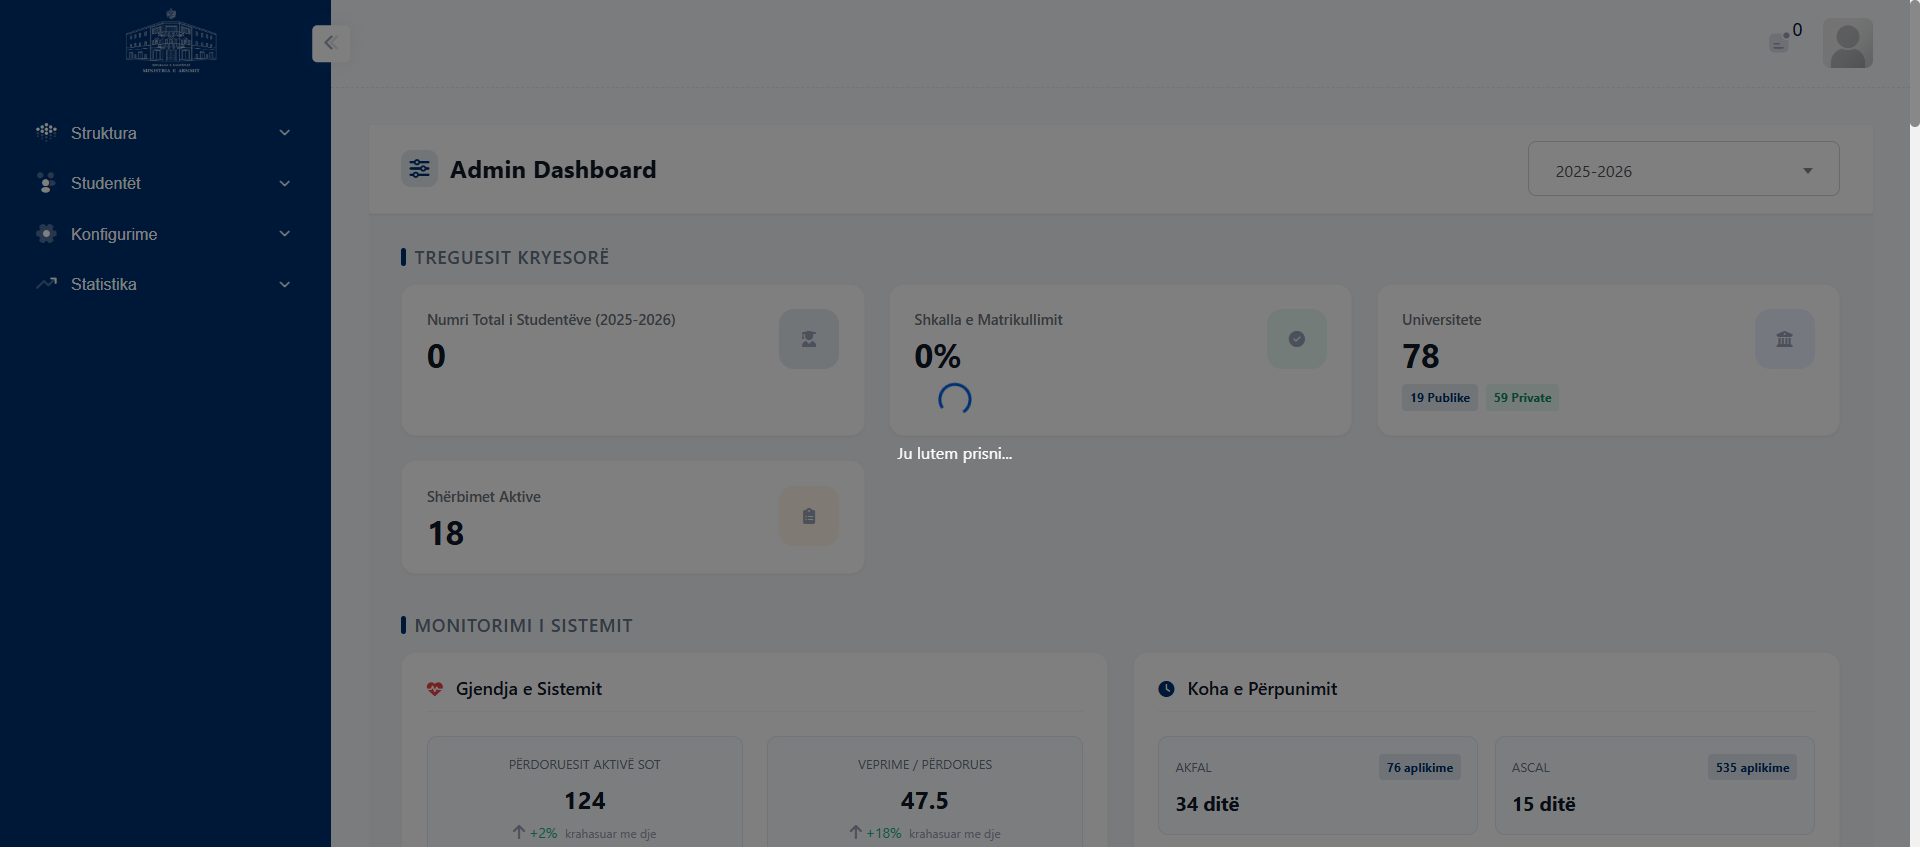 MINISTRIA E ARSIMIT
0
Struktura
Studentët
Konfigurime
Statistika
Admin Dashboard
2025-2026
TREGUESIT KRYESORË
Numri Total i Studentëve (2025-2026)
0
Shkalla e Matrikullimit
0%
Universitete
78
19 Publike
59 Private
Ju lutem prisni...
Shërbimet Aktive
18
MONITORIMI I SISTEMIT
Gjendja e Sistemit
PËRDORUESIT AKTIVË SOT
124
+2% krahasuar me dje
VEPRIME / PËRDORUES
47.5
+18% krahasuar me dje
Koha e Përpunimit
AKFAL
76 aplikime
34 ditë
ASCAL
535 aplikime
15 ditë